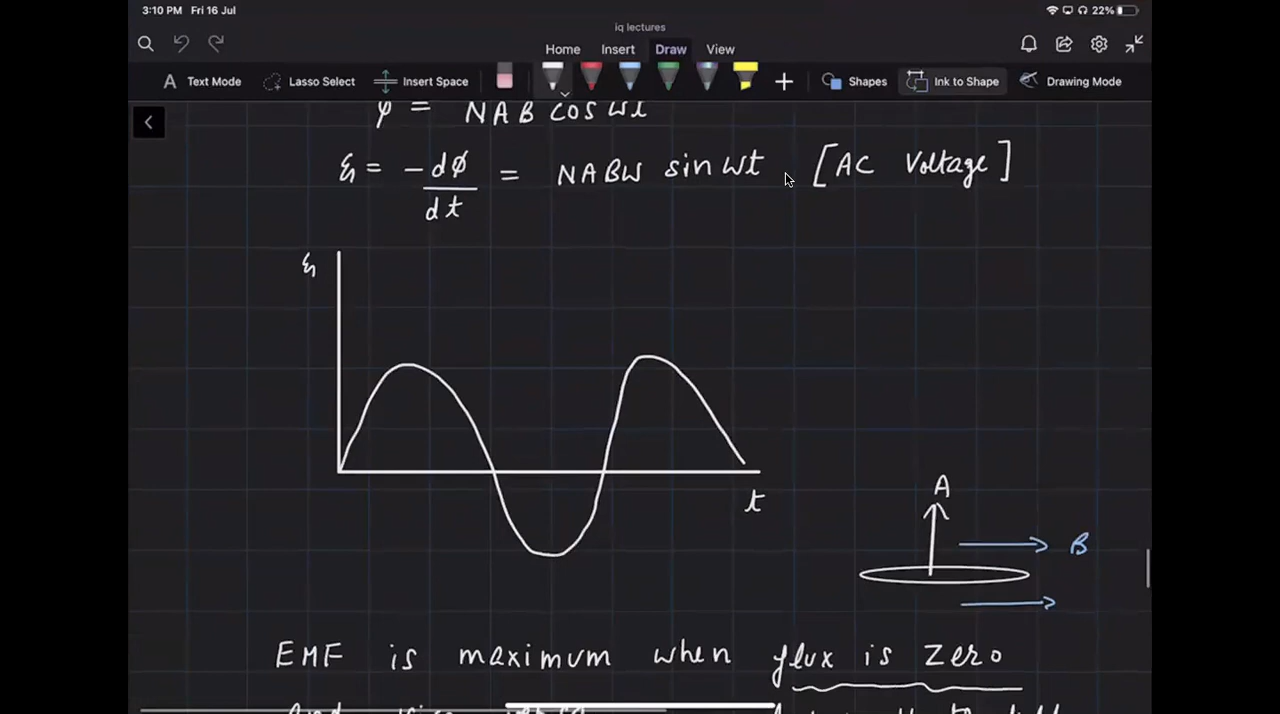 3:10 PM Fri 16 Jul
22%
iq lectures
Home Insert Draw View
Text Mode Lasso Select Insert Space Shapes Ink to Shape Drawing Mode
φ = NAB cos ωt
ξ = -dφ/dt = NABω sin ωt [AC Voltage]
ξ
t
A
B
EMF is maximum when flux is zero